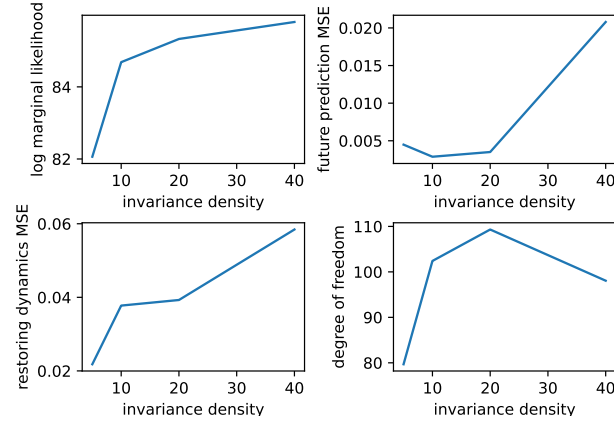 log marginal likelihood
84
82
10 20 30 40
invariance density
future prediction MSE
0.020
0.015
0.010
0.005
10 20 30 40
invariance density
restoring dynamics MSE
0.06
0.04
0.02
10 20 30 40
invariance density
degree of freedom
110
100
90
80
10 20 30 40
invariance density